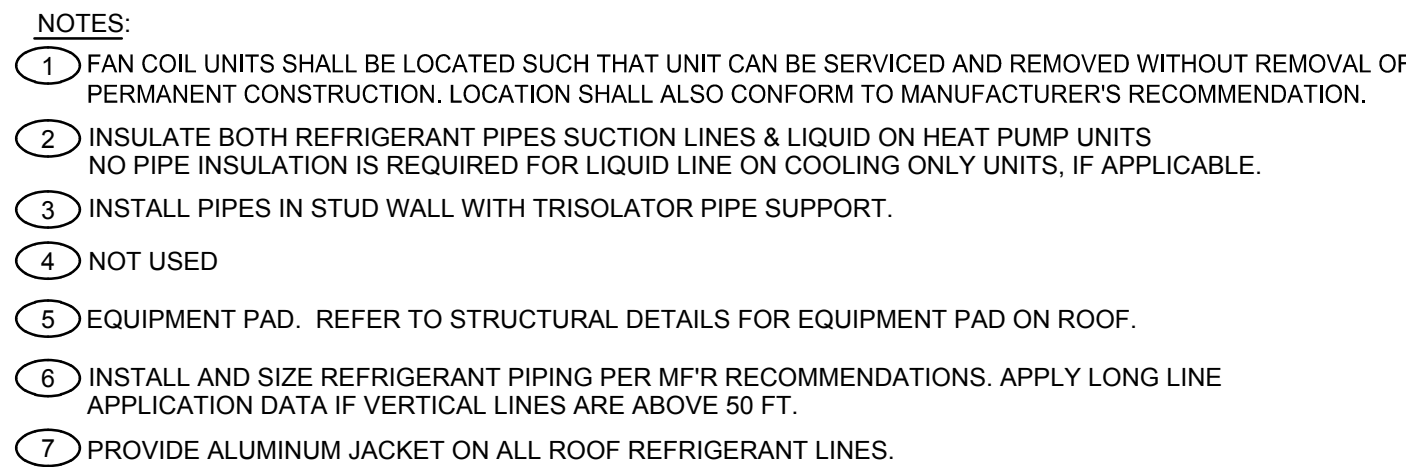 NOTES:
1 FAN COIL UNITS SHALL BE LOCATED SUCH THAT UNIT CAN BE SERVICED AND REMOVED WITHOUT REMOVAL OF
PERMANENT CONSTRUCTION. LOCATION SHALL ALSO CONFORM TO MANUFACTURER'S RECOMMENDATION.
2 INSULATE BOTH REFRIGERANT PIPES SUCTION LINES & LIQUID ON HEAT PUMP UNITS
NO PIPE INSULATION IS REQUIRED FOR LIQUID LINE ON COOLING ONLY UNITS, IF APPLICABLE.
3 INSTALL PIPES IN STUD WALL WITH TRISOLATOR PIPE SUPPORT.
4 NOT USED
5 EQUIPMENT PAD. REFER TO STRUCTURAL DETAILS FOR EQUIPMENT PAD ON ROOF.
6 INSTALL AND SIZE REFRIGERANT PIPING PER MF'R RECOMMENDATIONS. APPLY LONG LINE
APPLICATION DATA IF VERTICAL LINES ARE ABOVE 50 FT.
7 PROVIDE ALUMINUM JACKET ON ALL ROOF REFRIGERANT LINES.